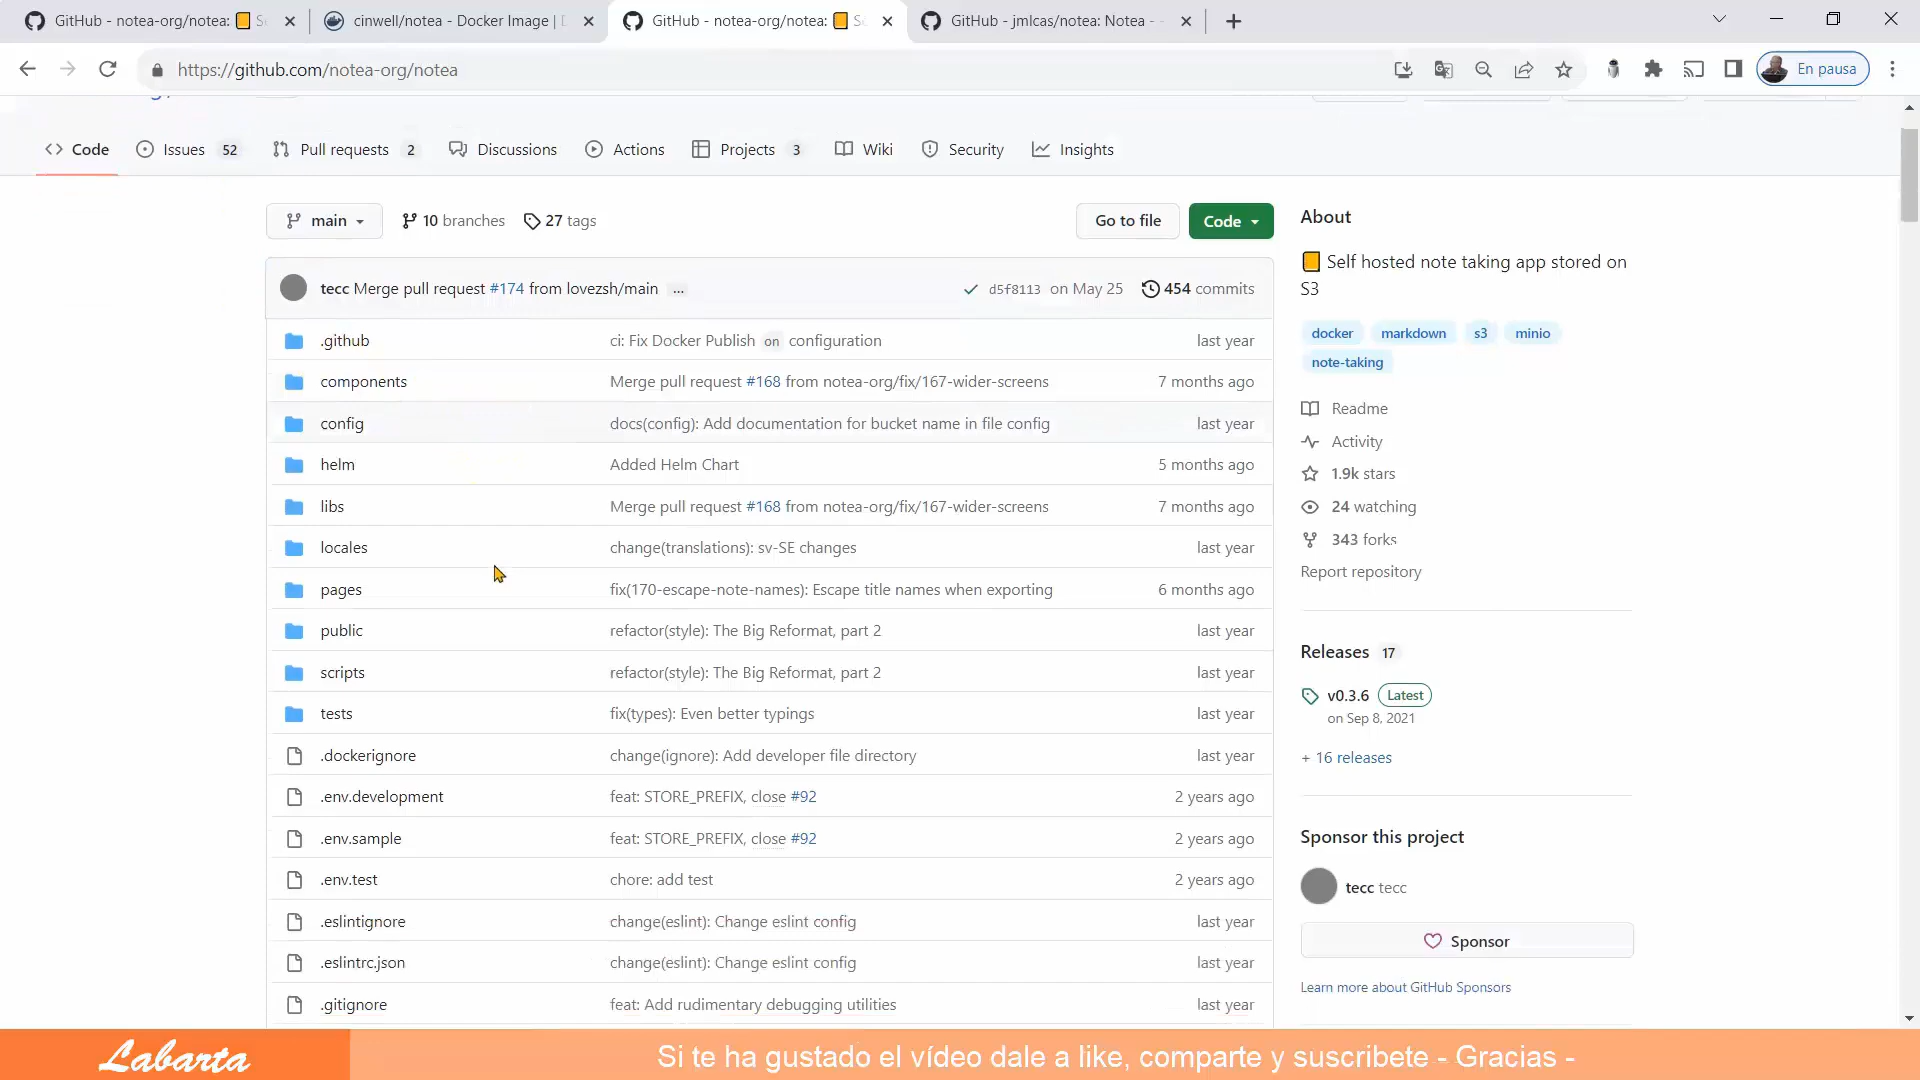 GitHub - notea-org/notea: 📒 S
cinwell/notea - Docker Image | D
GitHub - notea-org/notea: 📒 Se
GitHub - jmlcas/notea: Notea - -
https://github.com/notea-org/notea
En pausa
Code
Issues 52
Pull requests 2
Discussions
Actions
Projects 3
Wiki
Security
Insights
main
10 branches
27 tags
Go to file
Code
tecc Merge pull request #174 from lovezsh/main ...
d5f8113 on May 25
454 commits
.github ci: Fix Docker Publish on configuration last year
components Merge pull request #168 from notea-org/fix/167-wider-screens 7 months ago
config docs(config): Add documentation for bucket name in file config last year
helm Added Helm Chart 5 months ago
libs Merge pull request #168 from notea-org/fix/167-wider-screens 7 months ago
locales change(translations): sv-SE changes last year
pages fix(170-escape-note-names): Escape title names when exporting 6 months ago
public refactor(style): The Big Reformat, part 2 last year
scripts refactor(style): The Big Reformat, part 2 last year
tests fix(types): Even better typings last year
.dockerignore change(ignore): Add developer file directory last year
.env.development feat: STORE_PREFIX, close #92 2 years ago
.env.sample feat: STORE_PREFIX, close #92 2 years ago
.env.test chore: add test 2 years ago
.eslintignore change(eslint): Change eslint config last year
.eslintrc.json change(eslint): Change eslint config last year
.gitignore feat: Add rudimentary debugging utilities last year
About
📒 Self hosted note taking app stored on
S3
docker markdown s3 minio
note-taking
Readme
Activity
1.9k stars
24 watching
343 forks
Report repository
Releases 17
v0.3.6 Latest
on Sep 8, 2021
+ 16 releases
Sponsor this project
tecc tecc
Sponsor
Learn more about GitHub Sponsors
Labarta
Si te ha gustado el vídeo dale a like, comparte y suscribete - Gracias -